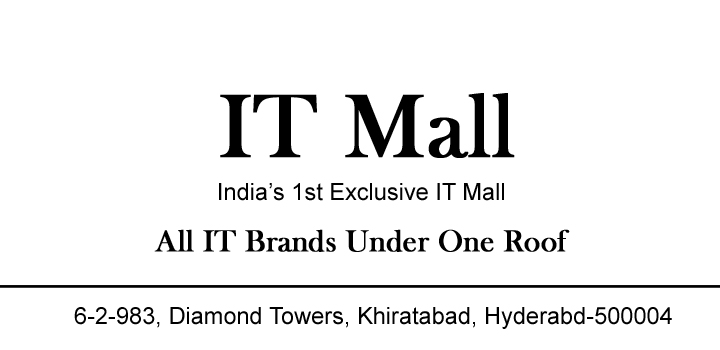 IT Mall
India’s 1st Exclusive IT Mall
All IT Brands Under One Roof
6-2-983, Diamond Towers, Khiratabad, Hyderabd-500004